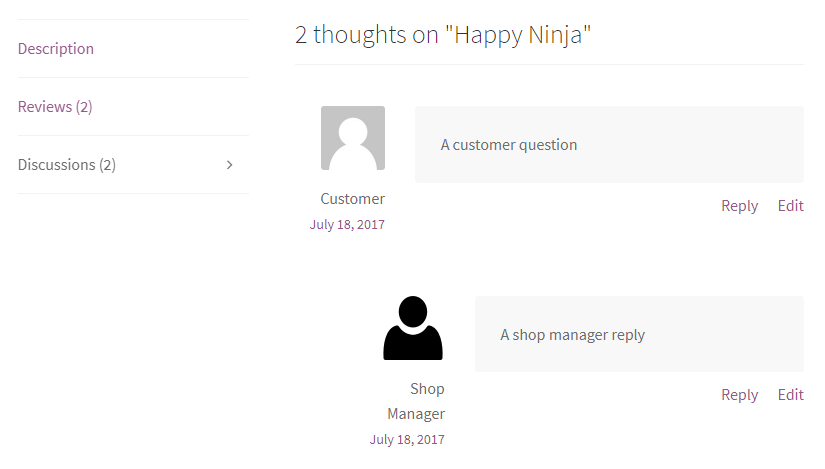 Description
Reviews (2)
Discussions (2)
2 thoughts on "Happy Ninja"
A customer question
Customer
July 18, 2017
Reply Edit
A shop manager reply
Shop
Manager
July 18, 2017
Reply Edit